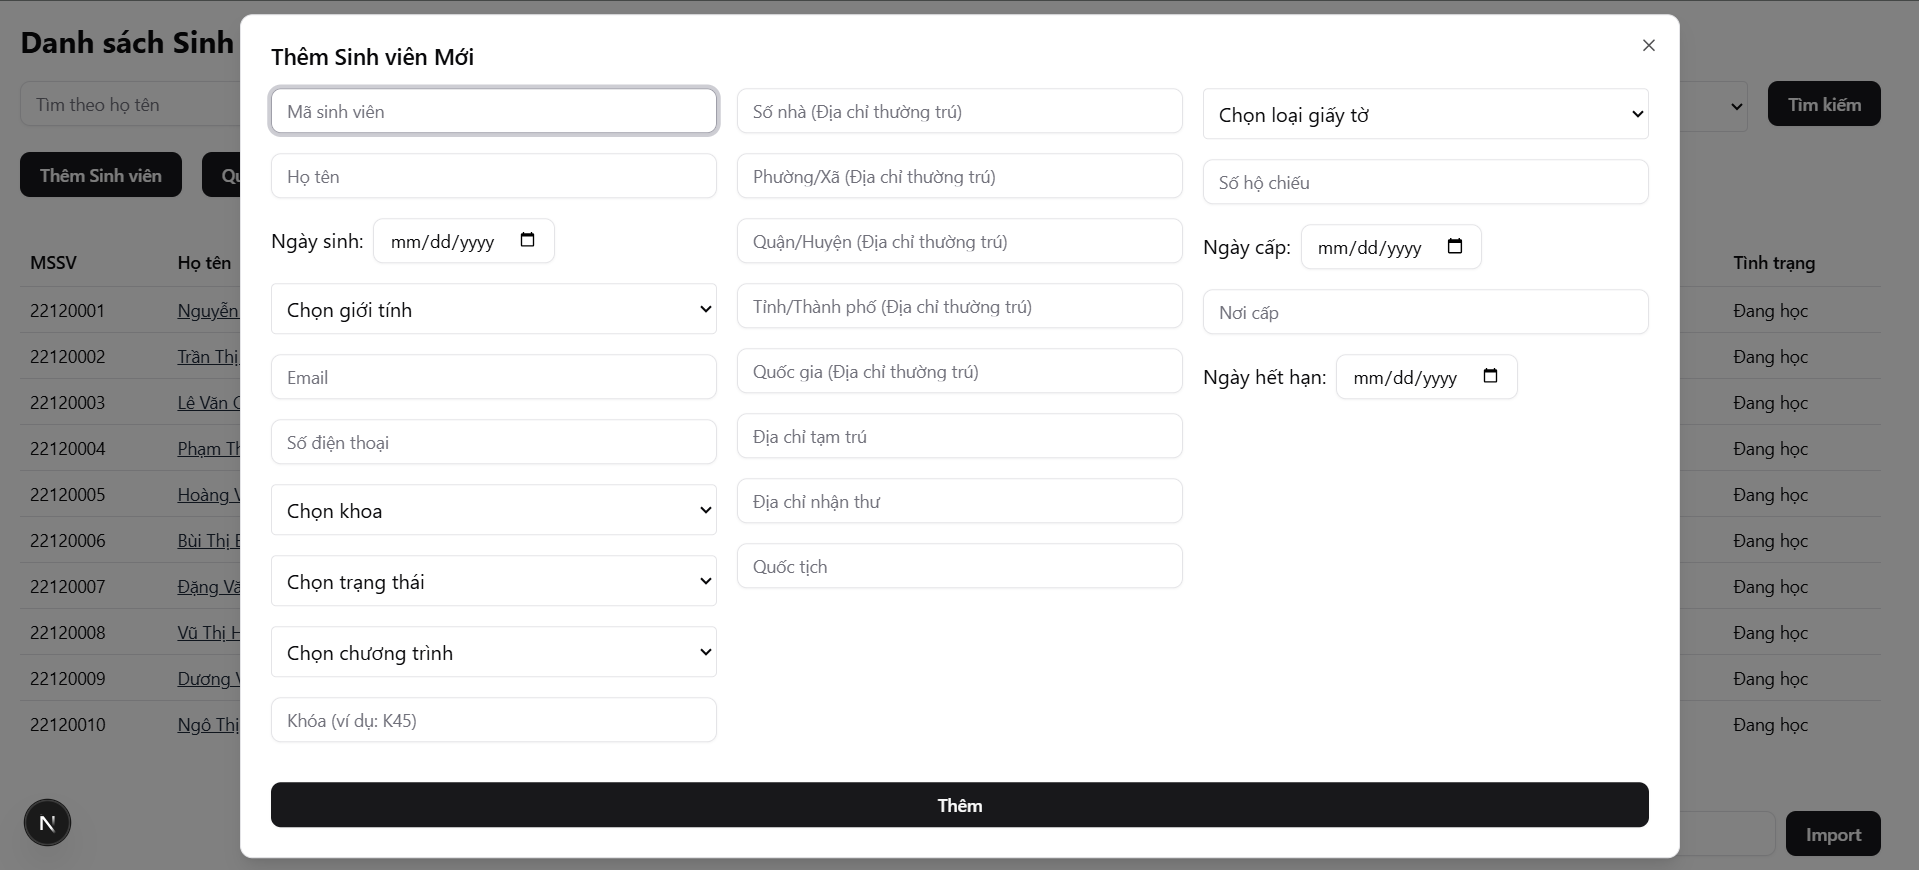 Danh sách Sinh
Tìm theo họ tên
Tìm kiếm
Thêm Sinh viên
MSSV
Họ tên
Tình trạng
22120001
Nguyễn
Đang học
22120002
Trần Thị
Đang học
22120003
Lê Văn
Đang học
22120004
Phạm
Đang học
22120005
Hoàng
Đang học
22120006
Bùi Thị
Đang học
22120007
Đặng
Đang học
22120008
Vũ Thị
Đang học
22120009
Dương
Đang học
22120010
Ngô Thị
Đang học
N
Import
Thêm Sinh viên Mới
Mã sinh viên
Họ tên
Ngày sinh: mm/dd/yyyy
Chọn giới tính
Email
Số điện thoại
Chọn khoa
Chọn trạng thái
Chọn chương trình
Khóa (ví dụ: K45)
Số nhà (Địa chỉ thường trú)
Phường/Xã (Địa chỉ thường trú)
Quận/Huyện (Địa chỉ thường trú)
Tỉnh/Thành phố (Địa chỉ thường trú)
Quốc gia (Địa chỉ thường trú)
Địa chỉ tạm trú
Địa chỉ nhận thư
Quốc tịch
Chọn loại giấy tờ
Số hộ chiếu
Ngày cấp: mm/dd/yyyy
Nơi cấp
Ngày hết hạn: mm/dd/yyyy
Thêm